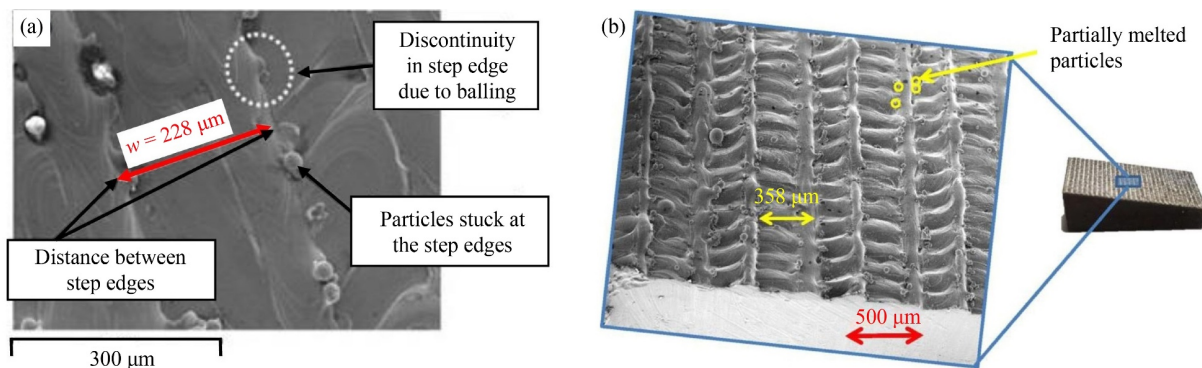 (a)
Discontinuity
in step edge
due to balling
w = 228 μm
Particles stuck at
the step edges
Distance between
step edges
300 μm
(b)
Partially melted
particles
358 μm
500 μm